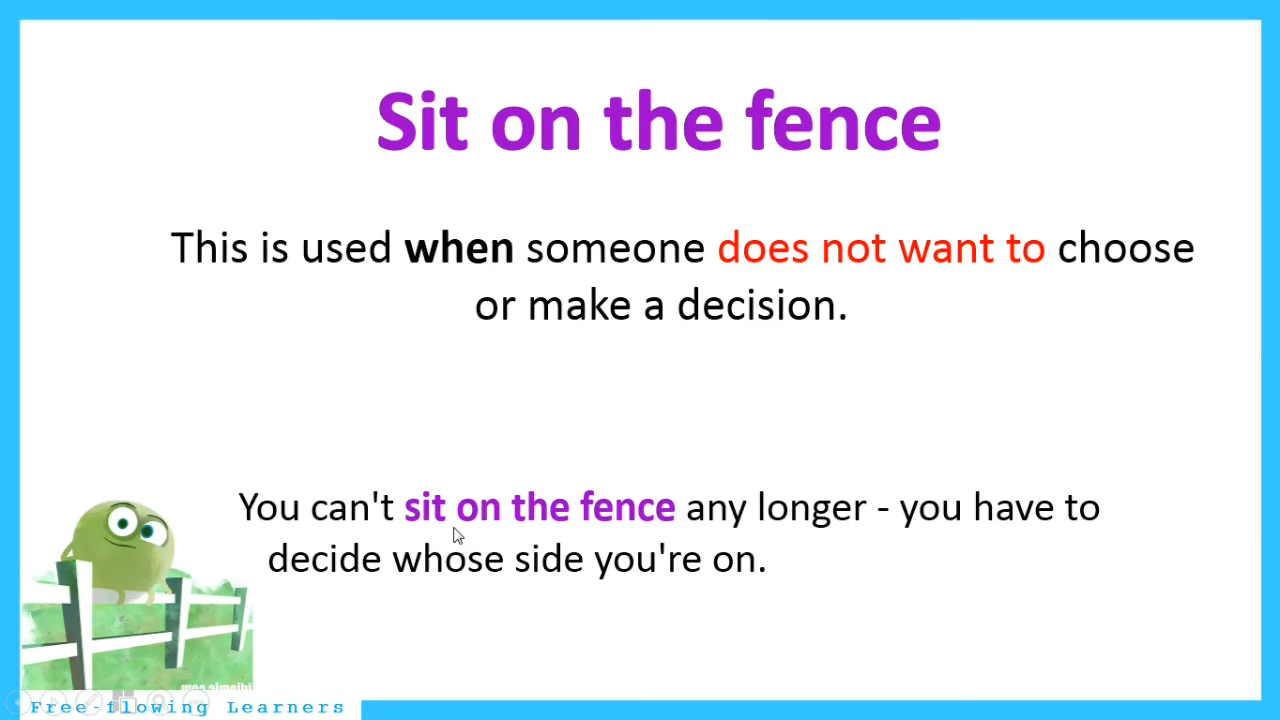 Sit on the fence
This is used when someone does not want to choose
or make a decision.
You can't sit on the fence any longer - you have to
decide whose side you're on.
Free-flowing Learners